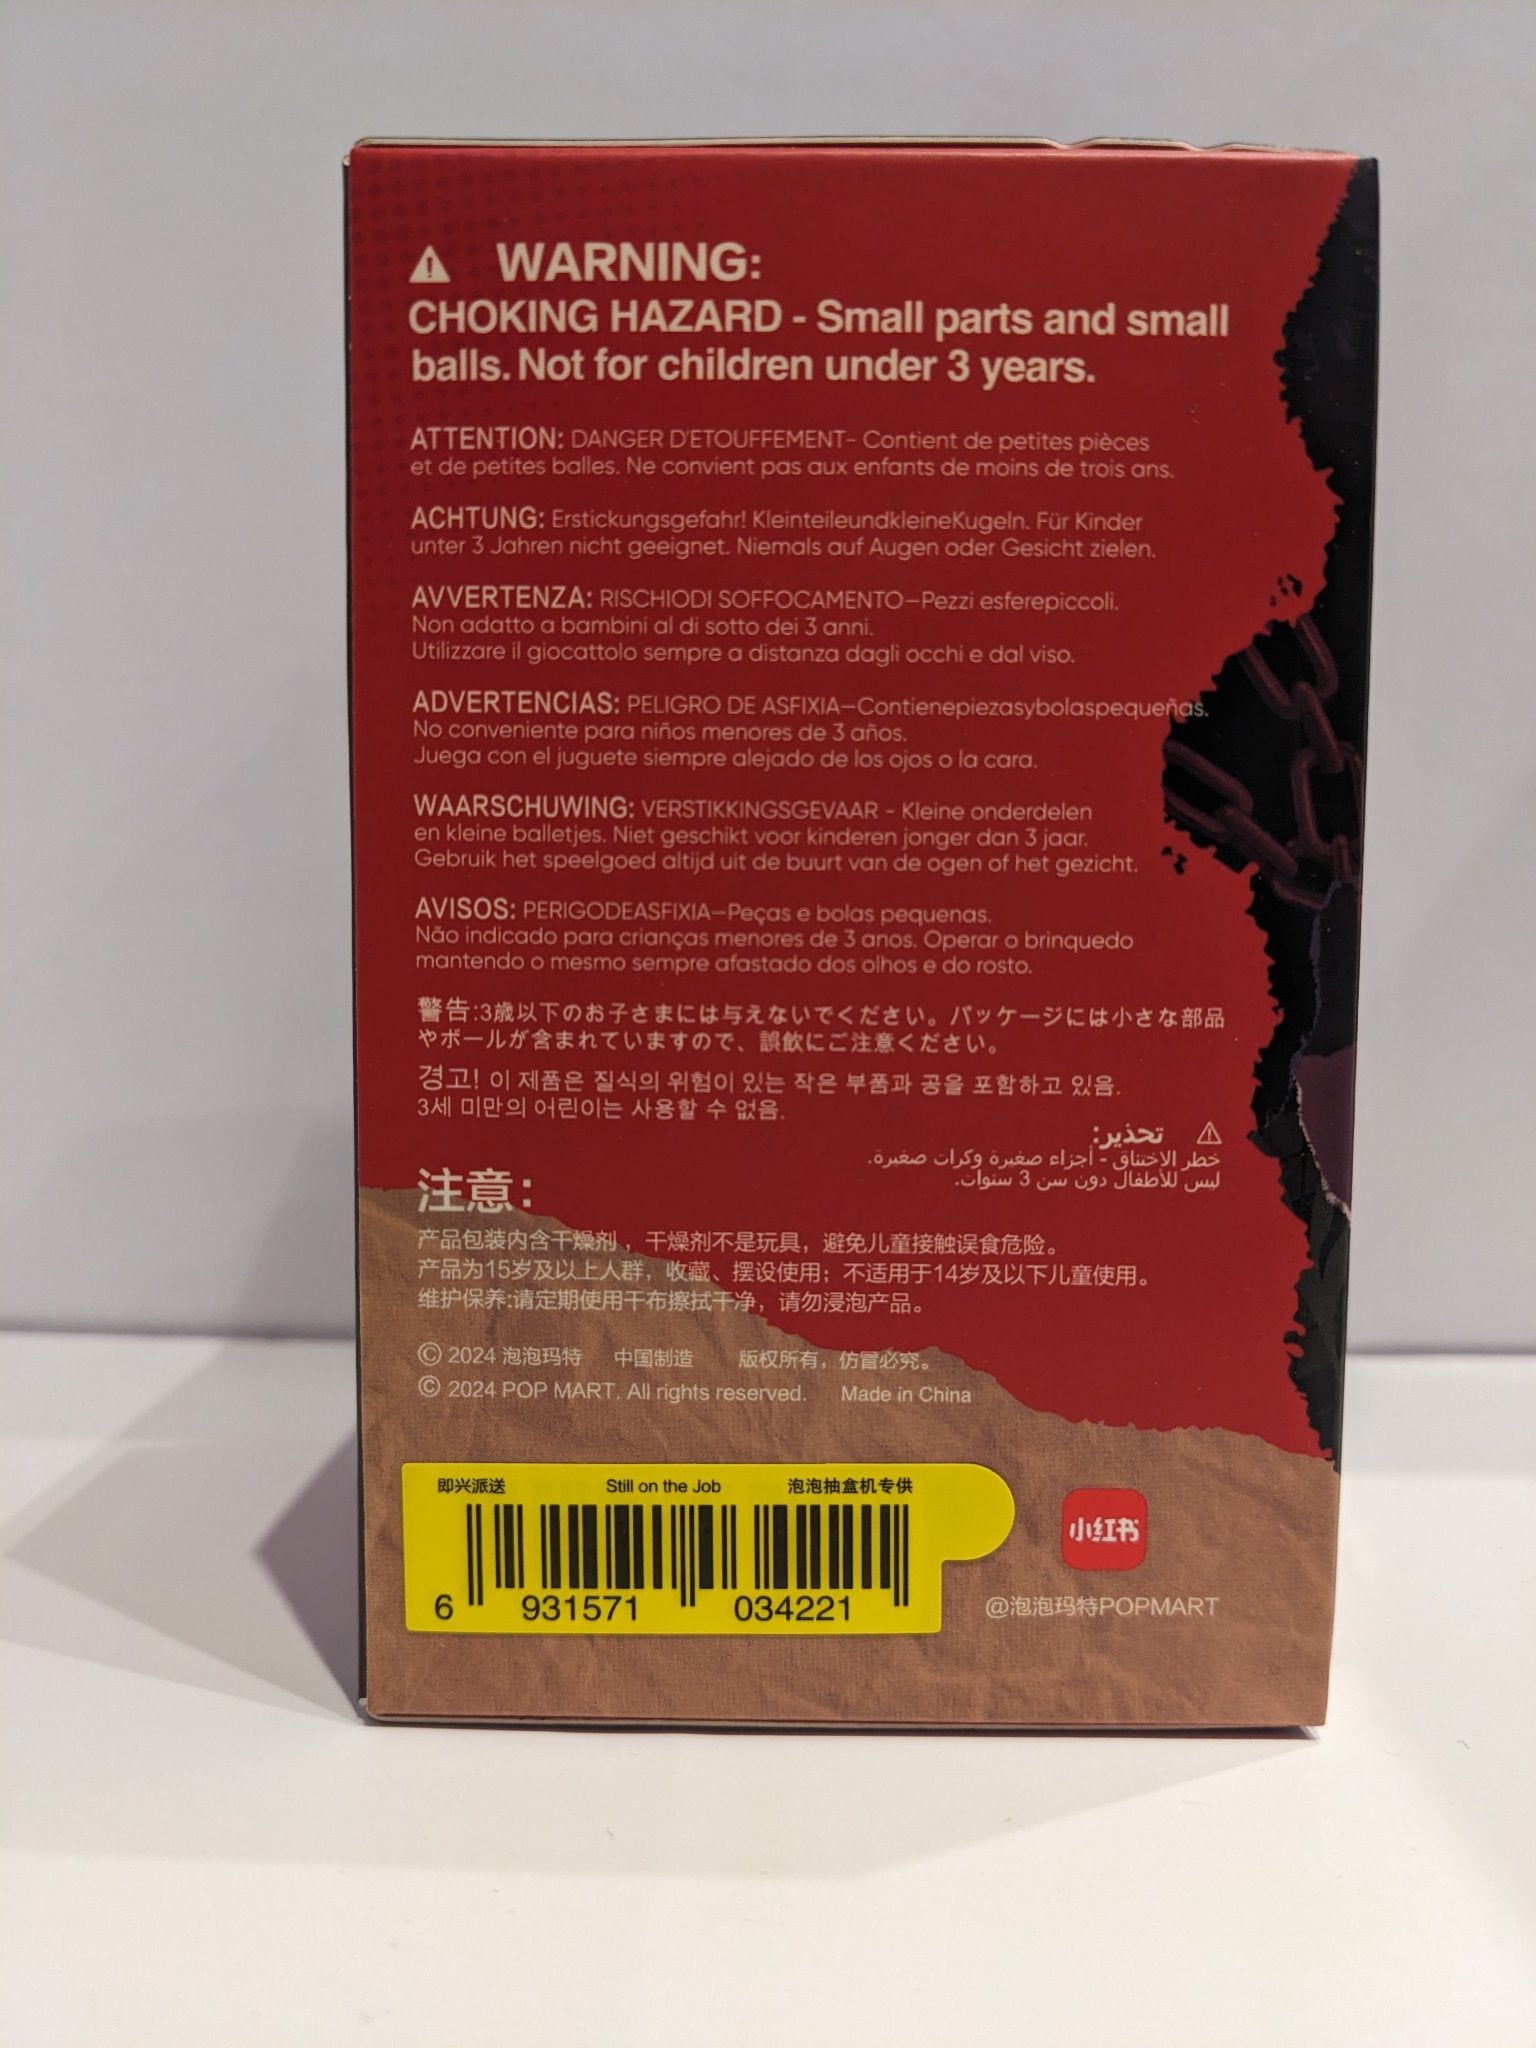 WARNING:
CHOKING HAZARD - Small parts and small
balls. Not for children under 3 years.
ATTENTION: DANGER D'ETOUFFEMENT- Contient de petites pièces
et de petites balles. Ne convient pas aux enfants de moins de trois ans.
ACHTUNG: Erstickungsgefahr! KleinteileundkleineKugeln. Für Kinder
unter 3 Jahren nicht geeignet. Niemals auf Augen oder Gesicht zielen.
AVVERTENZA: RISCHIODI SOFFOCAMENTO—Pezzi esferepiccoli.
Non adatto a bambini al di sotto dei 3 anni.
Utilizzare il giocattolo sempre a distanza dagli occhi e dal viso.
ADVERTENCIAS: PELIGRO DE ASFIXIA—Contienepiezasybolaspequeñas.
No conveniente para niños menores de 3 años.
Juega con el juguete siempre alejado de los ojos o la cara.
WAARSCHUWING: VERSTIKKINGSGEVAAR - Kleine onderdelen
en kleine balletjes. Niet geschikt voor kinderen jonger dan 3 jaar.
Gebruik het speelgoed altijd uit de buurt van de ogen of het gezicht.
AVISOS: PERIGODEASFIXIA—Peças e bolas pequenas.
Não indicado para crianças menores de 3 anos. Operar o brinquedo
mantendo o mesmo sempre afastado dos olhos e do rosto.
警告:3歳以下のお子さまには与えないでください。パッケージには小さな部品
やボールが含まれていますので、誤飲にご注意ください。
경고! 이 제품은 질식의 위험이 있는 작은 부품과 공을 포함하고 있음.
3세 미만의 어린이는 사용할 수 없음.
تحذير:
خطر الاختناق - أجزاء صغيرة وكرات صغيرة.
ليس للأطفال دون سن 3 سنوات.
注意:
产品包装内含干燥剂，干燥剂不是玩具，避免儿童接触误食危险。
产品为15岁及以上人群，收藏、摆设使用；不适用于14岁及以下儿童使用。
维护保养:请定期使用干布擦拭干净，请勿浸泡产品。
© 2024 泡泡玛特 中国制造 版权所有，仿冒必究。
© 2024 POP MART. All rights reserved. Made in China
即兴派送 Still on the Job 泡泡抽盒机专供
6 931571 034221
小红书
@泡泡玛特POPMART